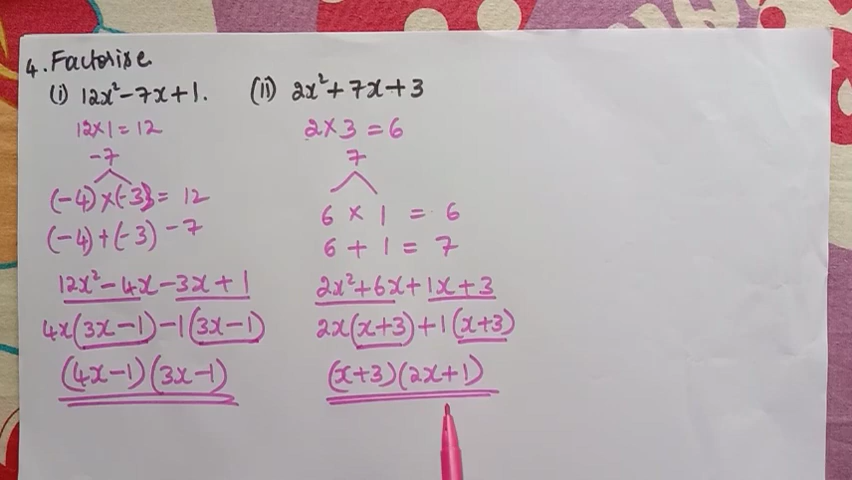 4. Factorise
(i) 12x²-7x+1.
12×1=12
-7
(-4)×(-3)= 12
(-4)+(-3) -7
12x²-4x-3x+1
4x(3x-1)-1(3x-1)
(4x-1)(3x-1)
(ii) 2x²+7x+3
2×3=6
7
6 × 1 = 6
6 + 1 = 7
2x²+6x+1x+3
2x(x+3)+1(x+3)
(x+3)(2x+1)